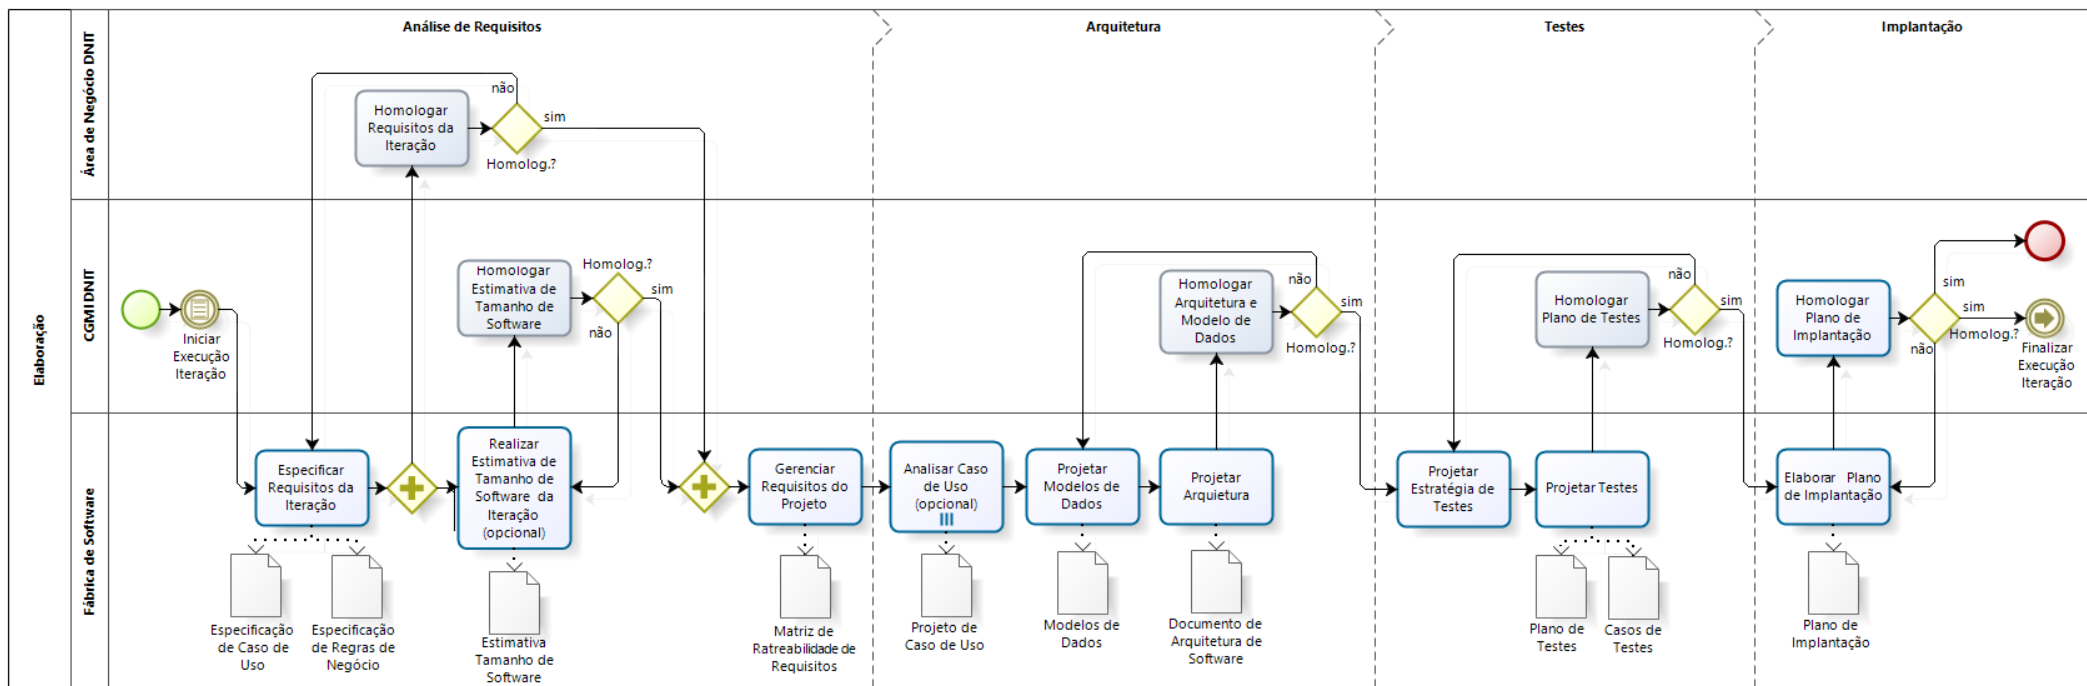 Elaboração
Área de Negócio DNIT
CGMI DNIT
Fábrica de Software
Análise de Requisitos
Arquitetura
Testes
Implantação
não
Homologar
Requisitos da
Iteração
sim
Homolog.?
Iniciar
Execução
Iteração
Homologar
Estimativa de
Tamanho de
Software
Homolog.?
sim
não
Especificar
Requisitos da
Iteração
Realizar
Estimativa de
Tamanho de
Software da
Iteração
(opcional)
Gerenciar
Requisitos do
Projeto
Especificação
de Caso de
Uso
Especificação
de Regras de
Negócio
Estimativa
Tamanho de
Software
Matriz de
Ratreabilidade de
Requisitos
não
Homologar
Arquitetura e
Modelo de
Dados
sim
Homolog.?
Analisar Caso
de Uso
(opcional)
Projetar
Modelos de
Dados
Projetar
Arquietura
Projeto de
Caso de Uso
Modelos de
Dados
Documento de
Arquitetura de
Software
não
Homologar
Plano de Testes
sim
Homolog.?
Projetar
Estratégia de
Testes
Projetar Testes
Plano de
Testes
Casos de
Testes
Homologar
Plano de
Implantação
sim
sim
Homolog.?
não
Finalizar
Execução
Iteração
Elaborar Plano
de Implantação
Plano de
Implantação